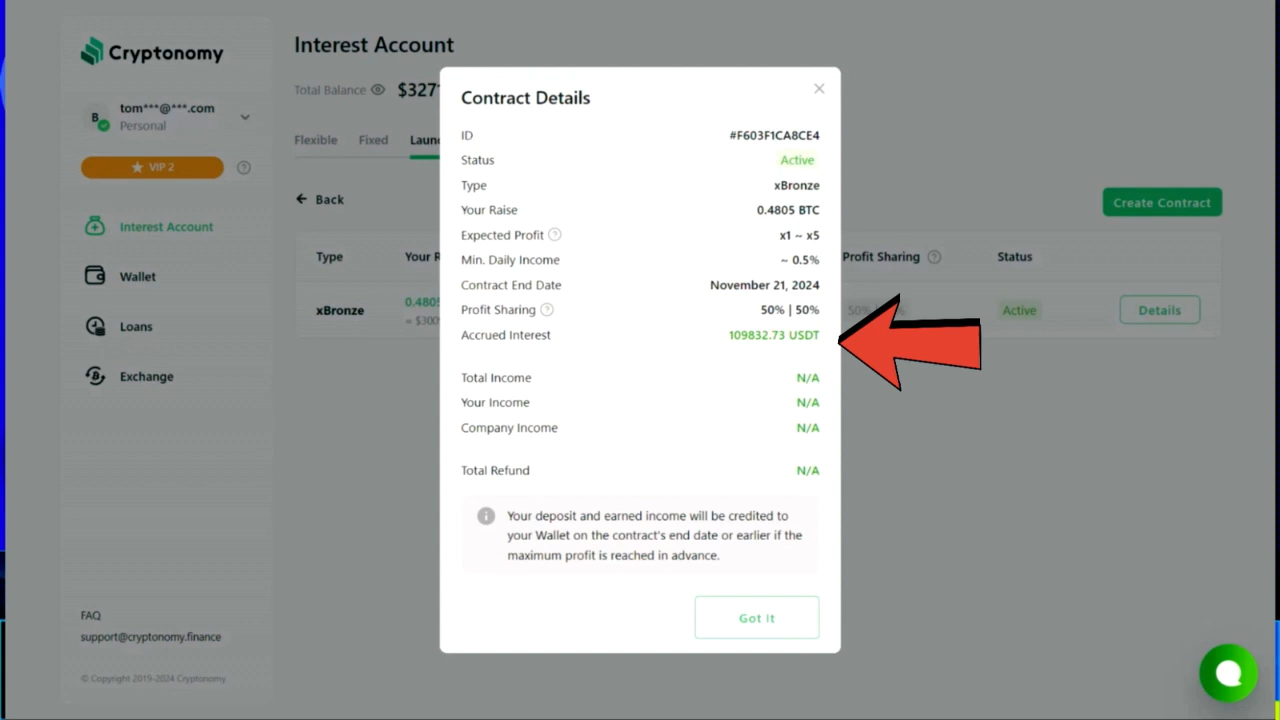 Cryptonomy
Interest Account
Total Balance
$327
B
tom***@***.com
Personal
VIP 2
?
Flexible
Fixed
Back
Create Contract
Interest Account
Wallet
Loans
Exchange
Type
Your R
Profit Sharing ?
Status
xBronze
0.480
Active
Details
Contract Details
ID
#F603F1CA8CE4
Status
Active
Type
xBronze
Your Raise
0.4805 BTC
Expected Profit ?
x1 ~ x5
Min. Daily Income
~ 0.5%
Contract End Date
November 21, 2024
Profit Sharing ?
50% | 50%
Accrued Interest
109832.73 USDT
Total Income
N/A
Your Income
N/A
Company Income
N/A
Total Refund
N/A
Your deposit and earned income will be credited to
your Wallet on the contract's end date or earlier if the
maximum profit is reached in advance.
Got It
FAQ
support@cryptonomy.finance
© Copyright 2019-2024 Cryptonomy